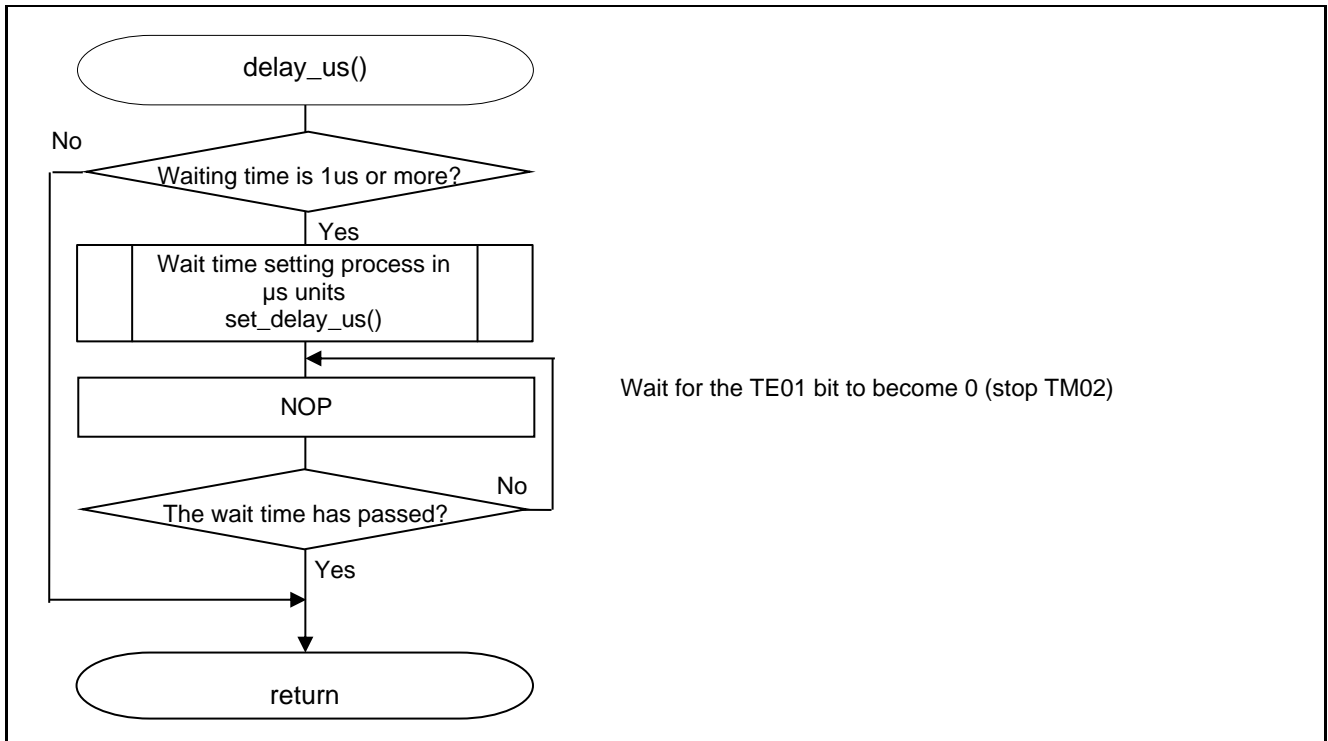 delay_us()
No
Waiting time is 1us or more?
Yes
Wait time setting process in
µs units
set_delay_us()
NOP
Wait for the TE01 bit to become 0 (stop TM02)
No
The wait time has passed?
Yes
return